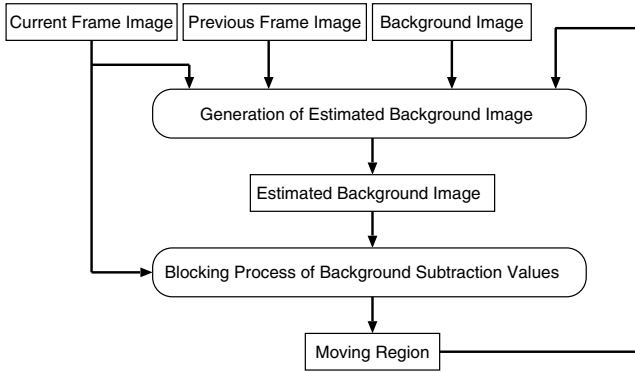 Current Frame Image
Previous Frame Image
Background Image
Generation of Estimated Background Image
Estimated Background Image
Blocking Process of Background Subtraction Values
Moving Region